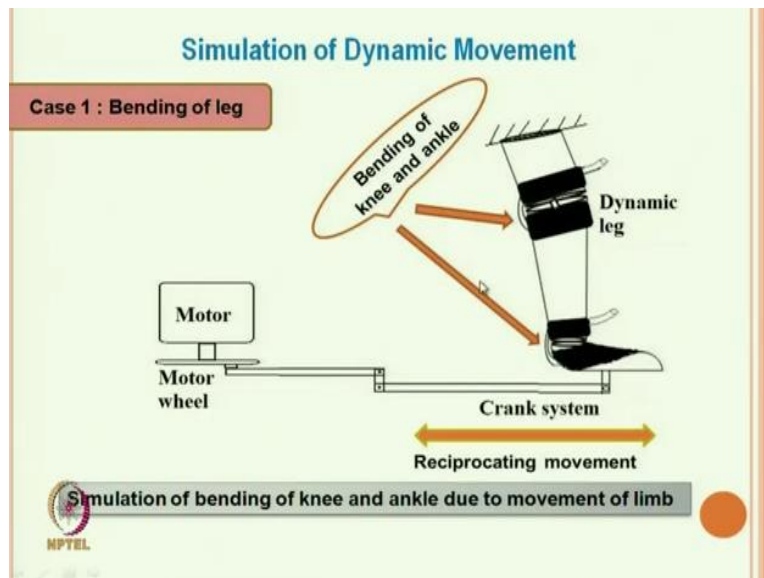 Simulation of Dynamic Movement
Case 1 : Bending of leg
Bending of
knee and ankle
Dynamic
leg
Motor
Motor
wheel
Crank system
Reciprocating movement
Simulation of bending of knee and ankle due to movement of limb
NPTEL